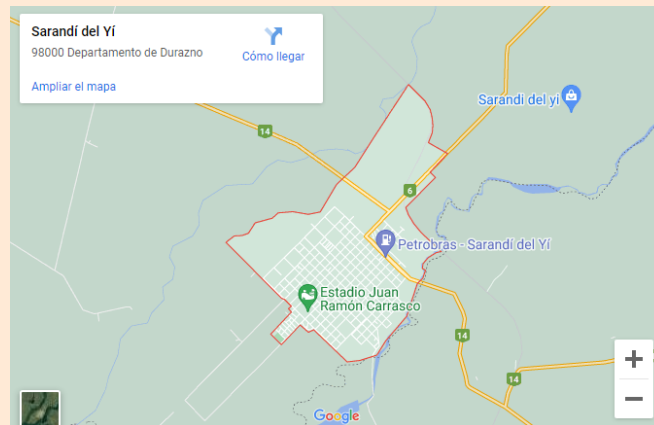 Sarandí del Yí
98000 Departamento de Durazno
Cómo llegar
Ampliar el mapa
14
Sarandi del yi
6
Petrobras - Sarandí del Yí
Estadio Juan
Ramón Carrasco
14
14
Google